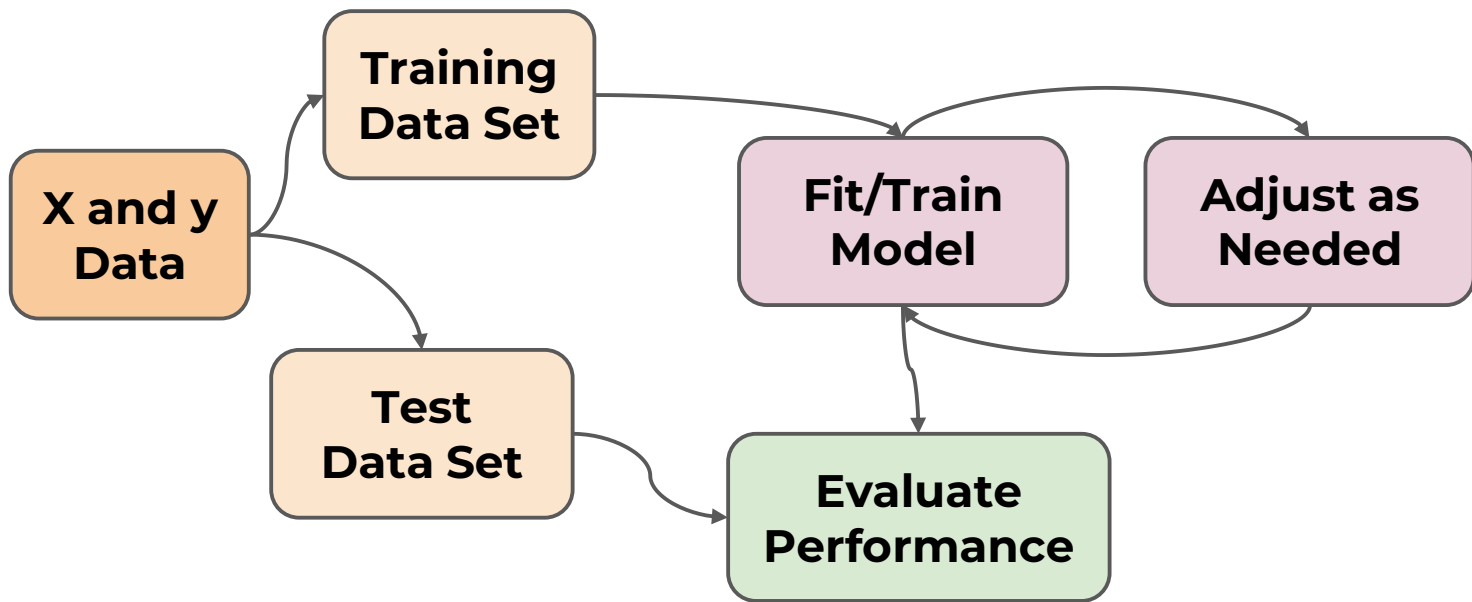 Training
Data Set
X and y
Data
Fit/Train
Model
Adjust as
Needed
Test
Data Set
Evaluate
Performance